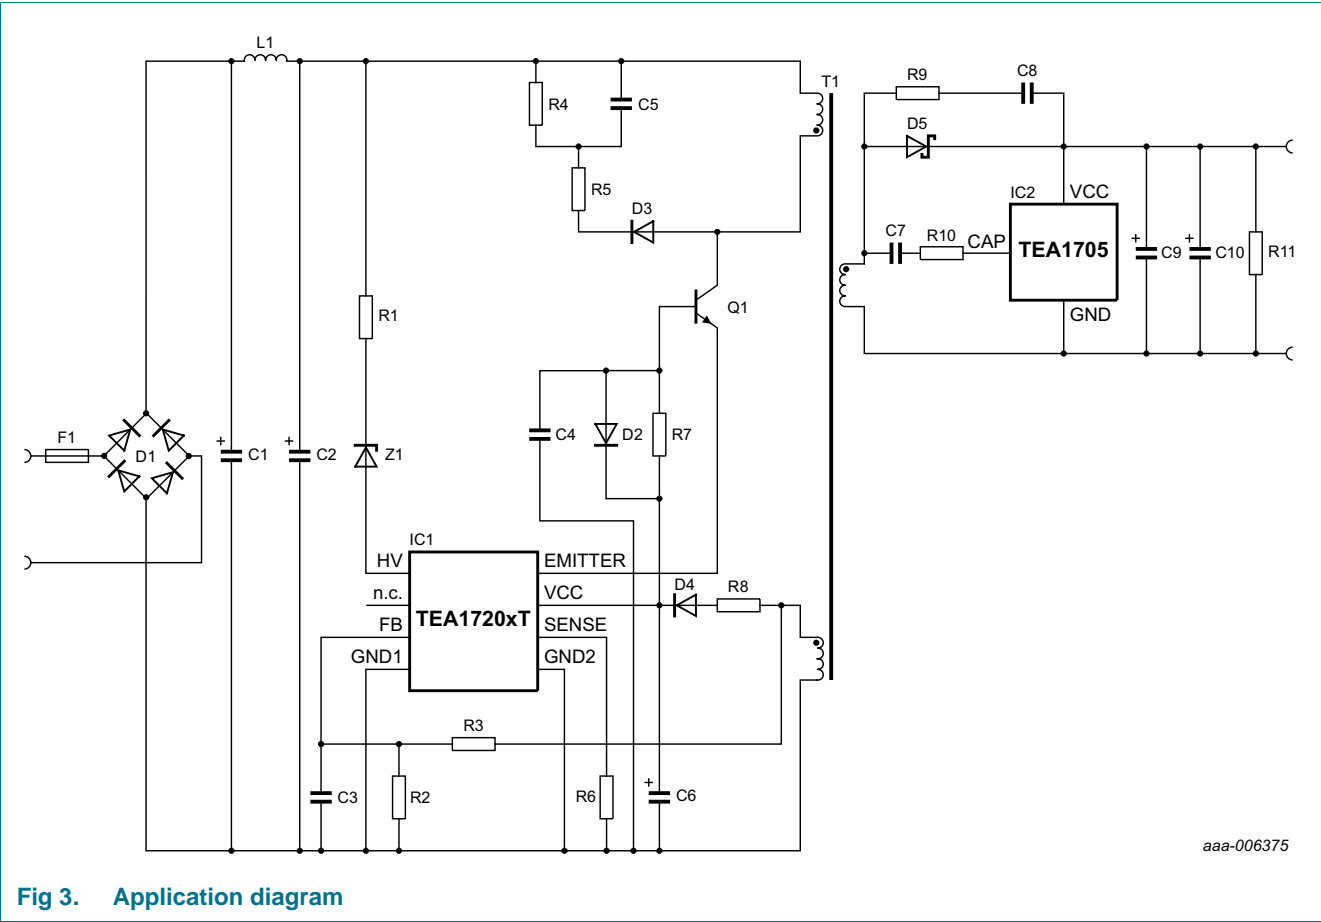 L1
T1
R4
C5
R5
D3
R9
C8
D5
IC2
VCC
C7
R10
CAP
TEA1705
GND
+
C9
+
C10
R11
R1
Q1
F1
D1
+
C1
+
C2
Z1
C4
D2
R7
IC1
HV
EMITTER
n.c.
VCC
D4
R8
TEA1720xT
FB
SENSE
GND1
GND2
R3
C3
R2
R6
+
C6
aaa-006375
Fig 3. Application diagram